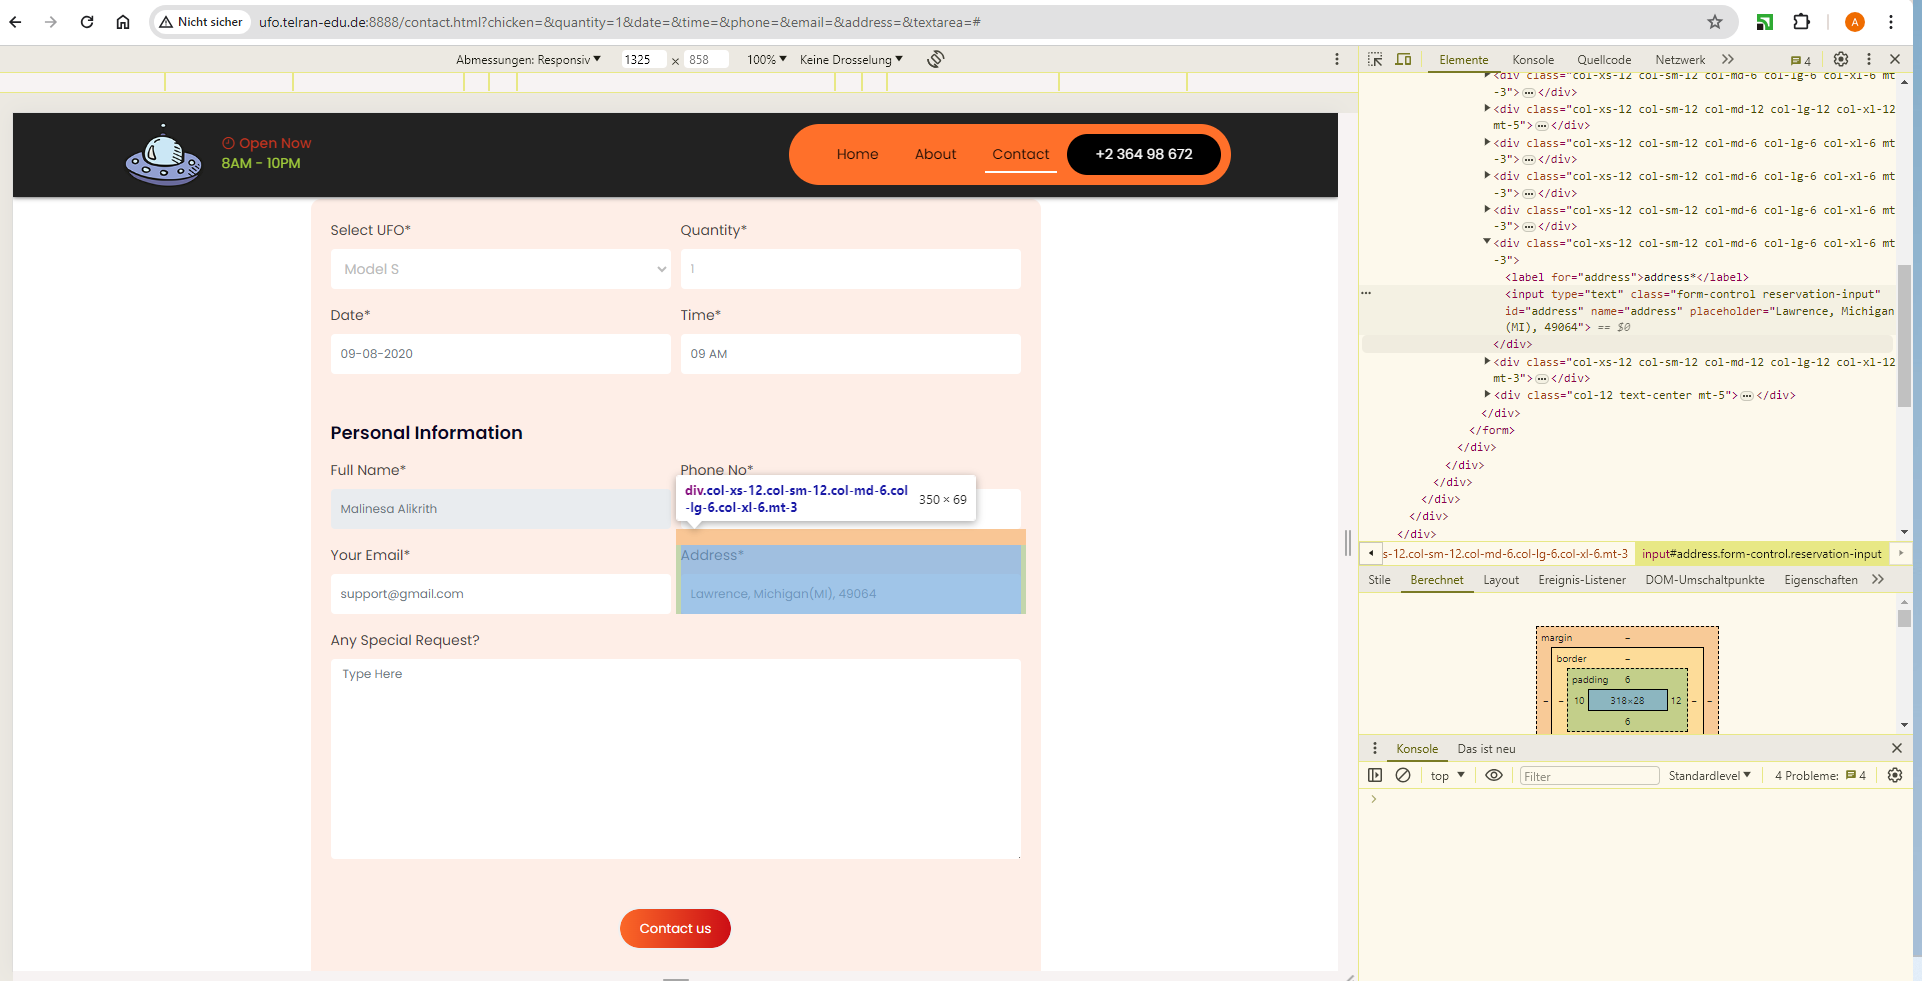 Nicht sicher
ufo.telran-edu.de:8888/contact.html?chicken=&quantity=1&date=&time=&phone=&email=&address=&textarea=#
A
Abmessungen: Responsiv
1325 × 858
100%
Keine Drosselung
Open Now
8AM - 10PM
Home
About
Contact
+2 364 98 672
Select UFO*
Quantity*
Model S
1
Date*
Time*
09-08-2020
09 AM
Personal Information
Full Name*
Phone No*
Malinesa Alikrith
div.col-xs-12.col-sm-12.col-md-6.col
-lg-6.col-xl-6.mt-3
350 × 69
Your Email*
Address*
support@gmail.com
Lawrence, Michigan(MI), 49064
Any Special Request?
Type Here
Contact us
Elemente
Konsole
Quellcode
Netzwerk
4
<div class="col-xs-12 col-sm-12 col-md-6 col-lg-6 col-xl-6 mt
-3"> … </div>
<div class="col-xs-12 col-sm-12 col-md-12 col-lg-12 col-xl-12
mt-5"> … </div>
<div class="col-xs-12 col-sm-12 col-md-6 col-lg-6 col-xl-6 mt
-3"> … </div>
<div class="col-xs-12 col-sm-12 col-md-6 col-lg-6 col-xl-6 mt
-3"> … </div>
<div class="col-xs-12 col-sm-12 col-md-6 col-lg-6 col-xl-6 mt
-3"> … </div>
<div class="col-xs-12 col-sm-12 col-md-6 col-lg-6 col-xl-6 mt
-3">
<label for="address">address*</label>
<input type="text" class="form-control reservation-input"
id="address" name="address" placeholder="Lawrence, Michigan
(MI), 49064"> == $0
</div>
<div class="col-xs-12 col-sm-12 col-md-12 col-lg-12 col-xl-12
mt-3"> … </div>
<div class="col-12 text-center mt-5"> … </div>
</div>
</form>
</div>
</div>
</div>
</div>
</div>
</div>
s-12.col-sm-12.col-md-6.col-lg-6.col-xl-6.mt-3
input#address.form-control.reservation-input
Stile
Berechnet
Layout
Ereignis-Listener
DOM-Umschaltpunkte
Eigenschaften
margin
–
border
–
padding
6
– – 10 318×28 12 – –
6
Konsole
Das ist neu
top
Filter
Standardlevel
4 Probleme:
4